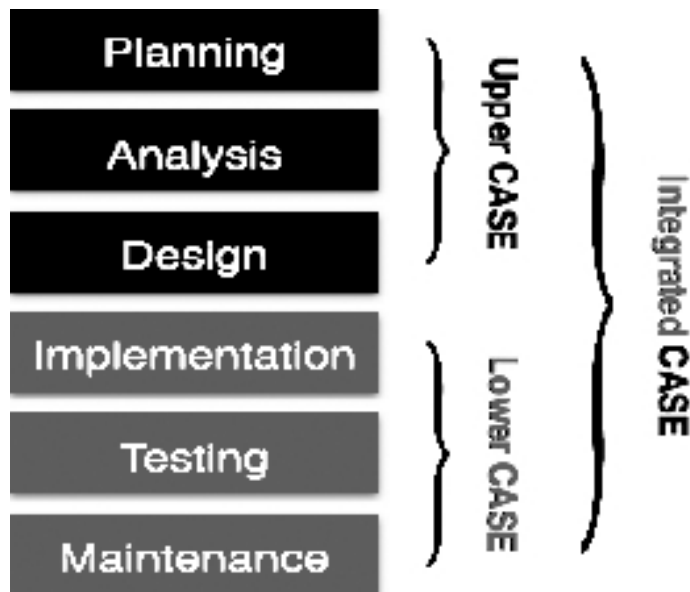 Planning
Analysis
Design
Implementation
Testing
Maintenance
Upper CASE
Lower CASE
Integrated CASE